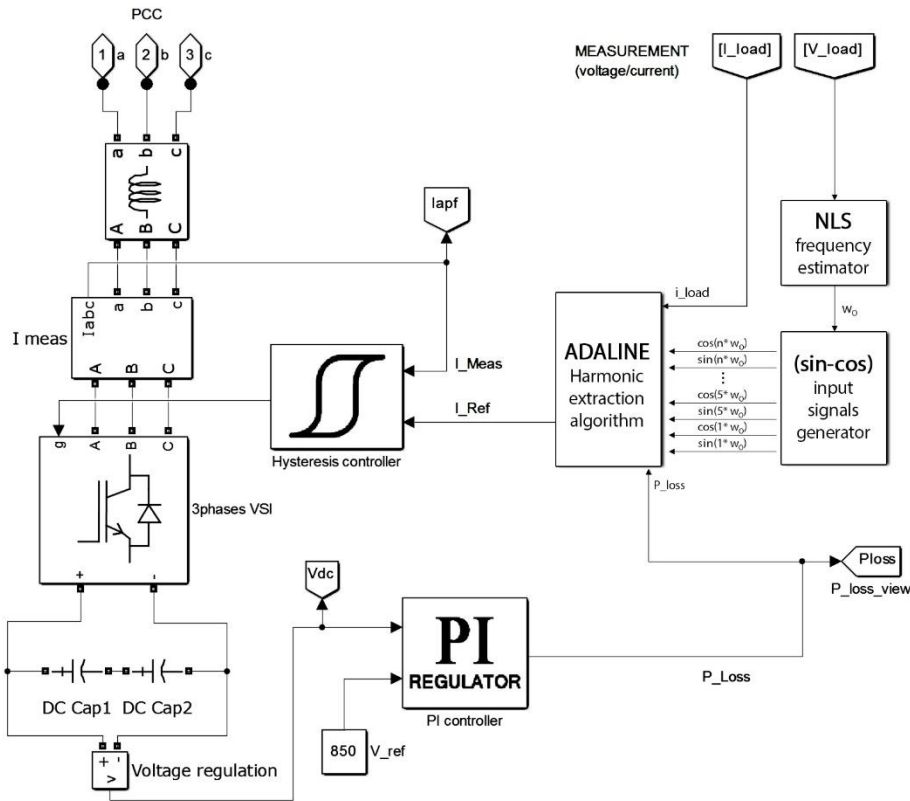 PCC
1 a 2 b 3 c
a b c
A B C
Iabc a b c
I meas
A B C
g A B C
3phases VSI
+ -
DC Cap1 DC Cap2
+ -
v
Voltage regulation
MEASUREMENT
(voltage/current)
[I_load]
[V_load]
Iapf
NLS
frequency
estimator
w₀
i_load
ADALINE
Harmonic
extraction
algorithm
cos(n* w₀)
sin(n* w₀)
⋮
cos(5* w₀)
sin(5* w₀)
cos(1* w₀)
sin(1* w₀)
(sin-cos)
input
signals
generator
I_Meas
I_Ref
Hysteresis controller
P_loss
Ploss
P_loss_view
Vdc
PI
REGULATOR
PI controller
P_Loss
850
V_ref